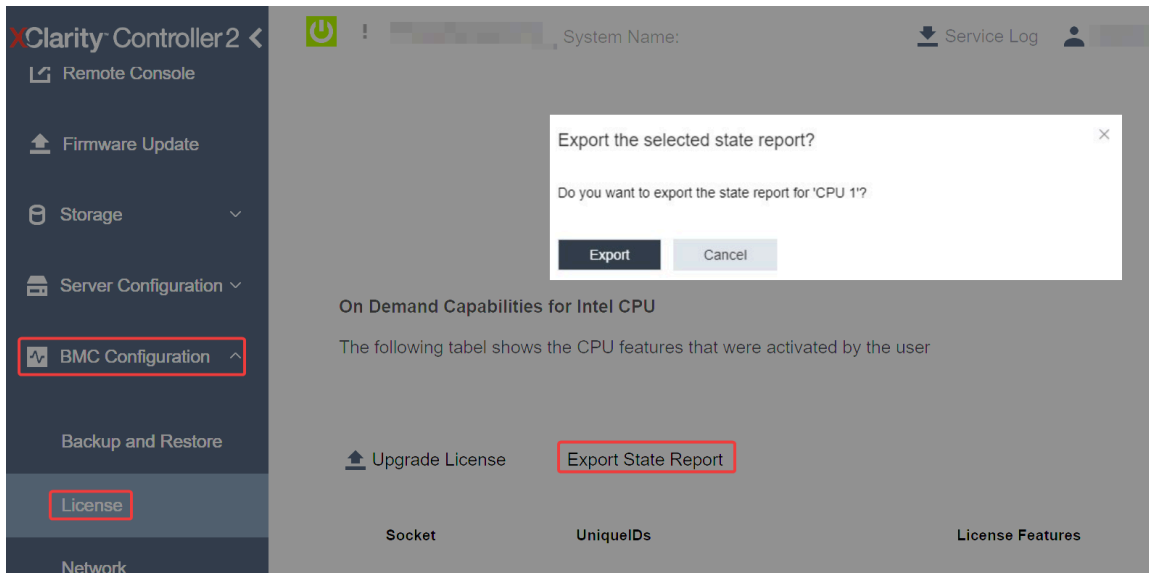 XClarity Controller 2
System Name:
Service Log
Remote Console
Firmware Update
Export the selected state report?
Do you want to export the state report for 'CPU 1'?
Storage
Export
Cancel
Server Configuration
On Demand Capabilities for Intel CPU
The following tabel shows the CPU features that were activated by the user
BMC Configuration
Backup and Restore
Upgrade License
Export State Report
License
Socket
UniqueIDs
License Features
Network